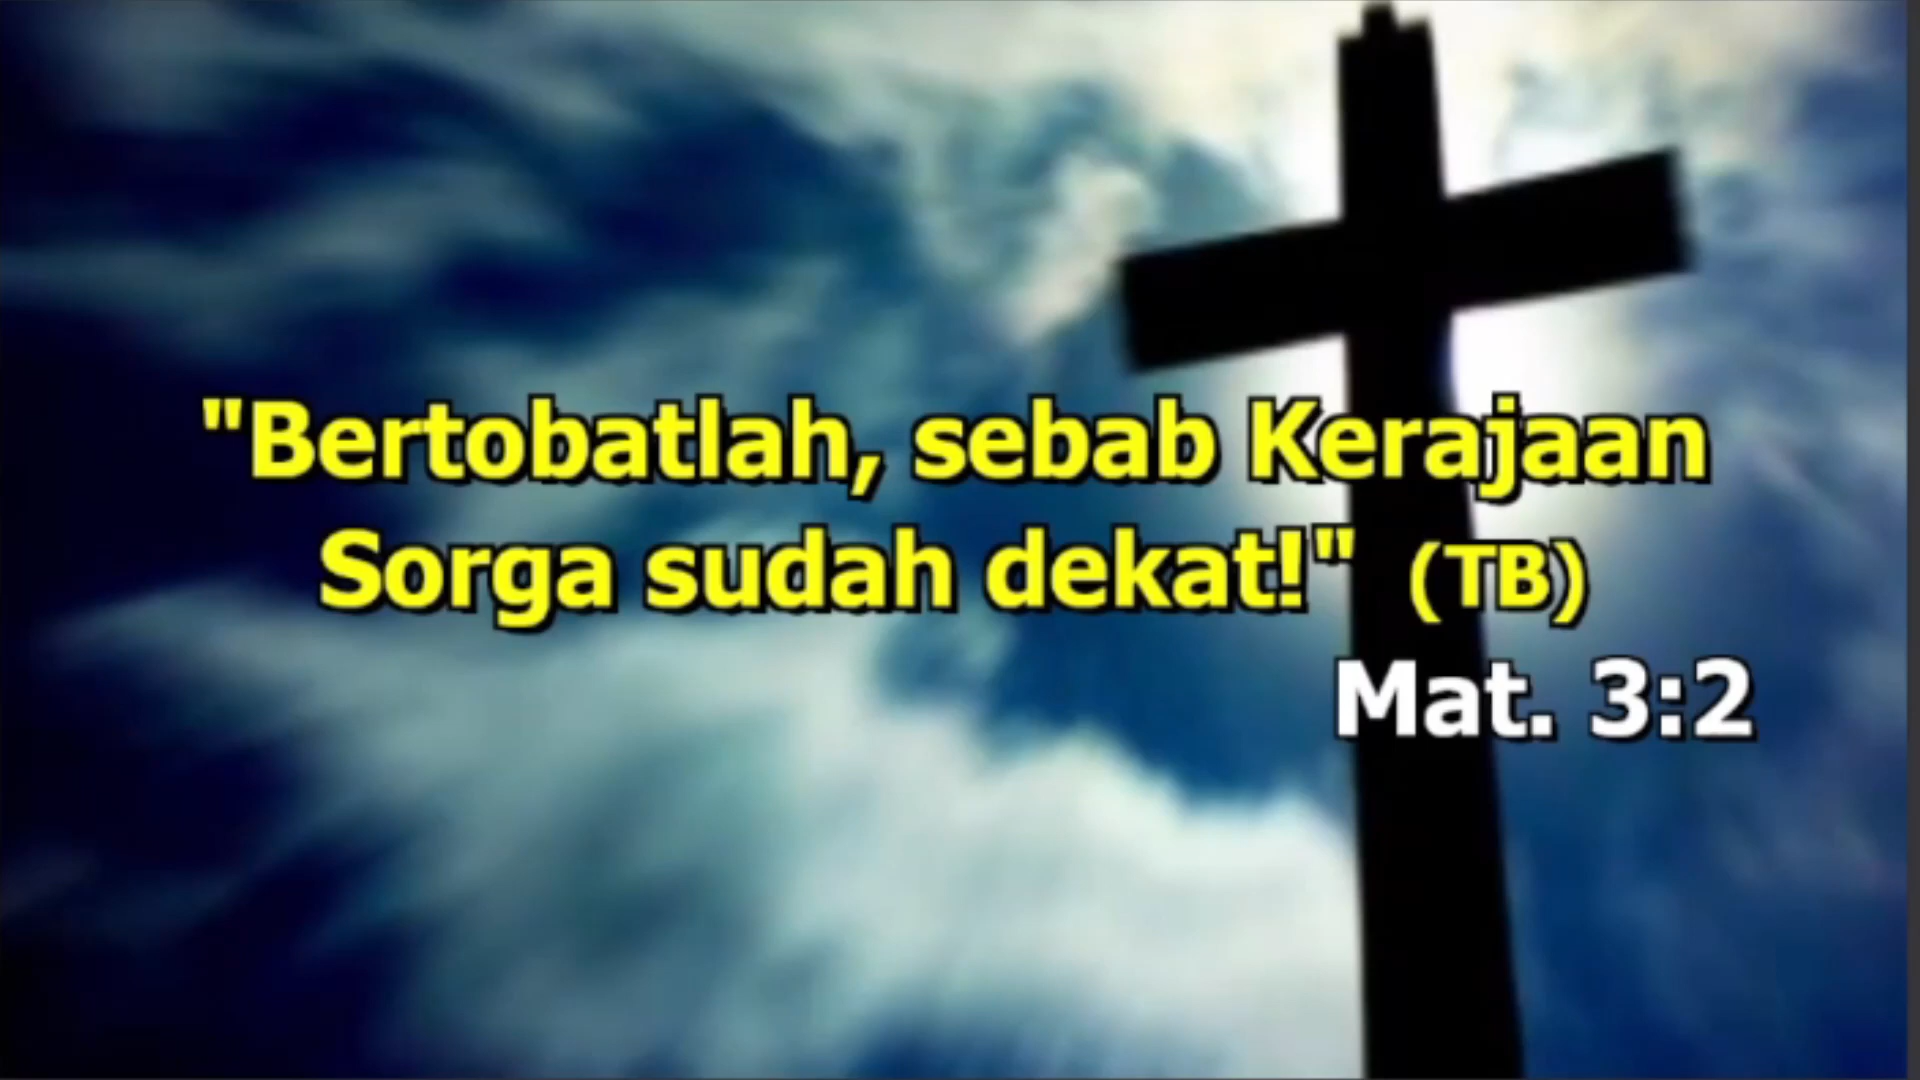 "Bertobatlah, sebab Kerajaan
Sorga sudah dekat!" (TB)
Mat. 3:2